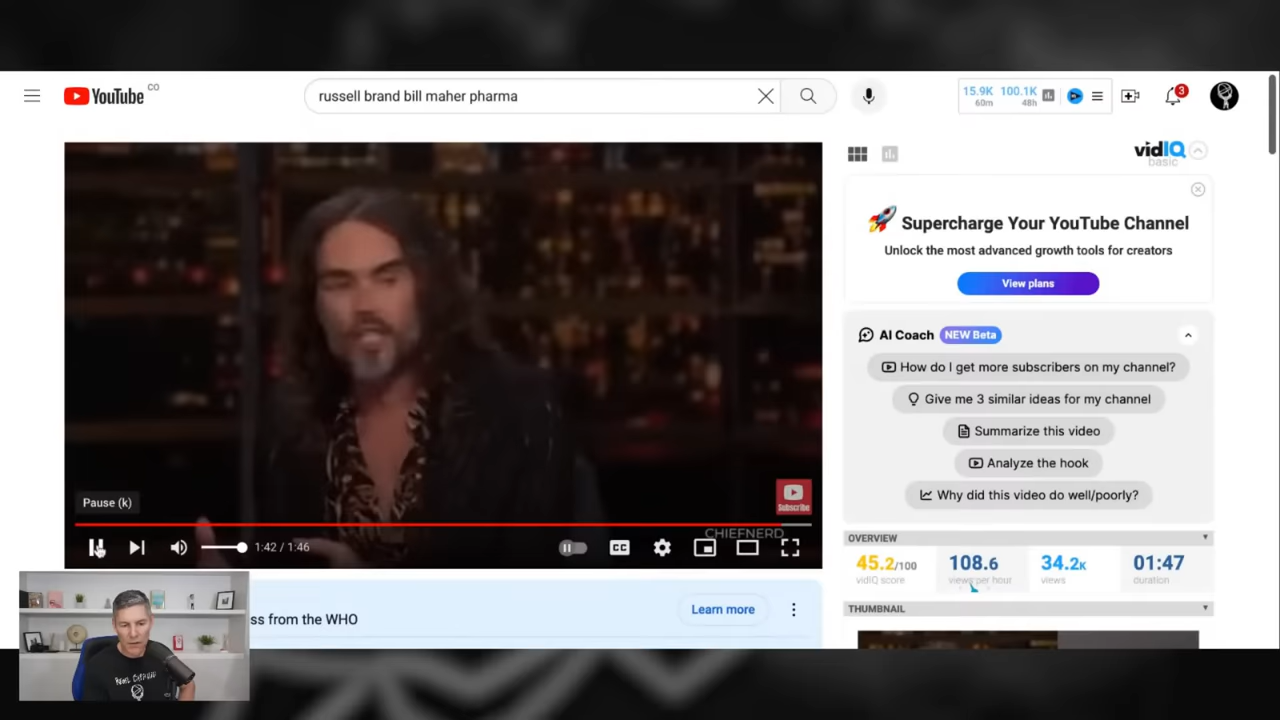 YouTube CO
russell brand bill maher pharma
15.9K 60m
100.1K 48h
3
vidIQ
basic
Supercharge Your YouTube Channel
Unlock the most advanced growth tools for creators
View plans
AI Coach NEW Beta
How do I get more subscribers on my channel?
Give me 3 similar ideas for my channel
Summarize this video
Analyze the hook
Why did this video do well/poorly?
Subscribe
Pause (k)
CHIEFNERD
1:42 / 1:46
CC
OVERVIEW
45.2/100
vidIQ score
108.6
views per hour
34.2K
views
01:47
duration
THUMBNAIL
ss from the WHO
Learn more